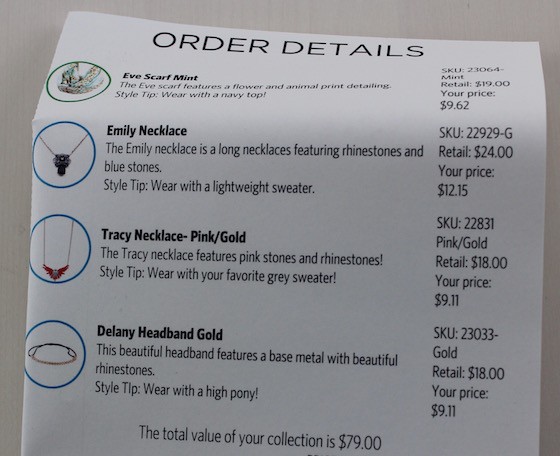 ORDER DETAILS
Eve Scarf Mint
The Eve scarf features a flower and animal print detailing.
Style Tip: Wear with a navy top!
SKU: 23064-
Mint
Retail: $19.00
Your price:
$9.62
Emily Necklace
The Emily necklace is a long necklaces featuring rhinestones and
blue stones.
Style Tip: Wear with a lightweight sweater.
SKU: 22929-G
Retail: $24.00
Your price:
$12.15
Tracy Necklace- Pink/Gold
The Tracy necklace features pink stones and rhinestones!
Style Tip: Wear with your favorite grey sweater!
SKU: 22831
Pink/Gold
Retail: $18.00
Your price:
$9.11
Delany Headband Gold
This beautiful headband features a base metal with beautiful
rhinestones.
Style TIp: Wear with a high pony!
SKU: 23033-
Gold
Retail: $18.00
Your price:
$9.11
The total value of your collection is $79.00